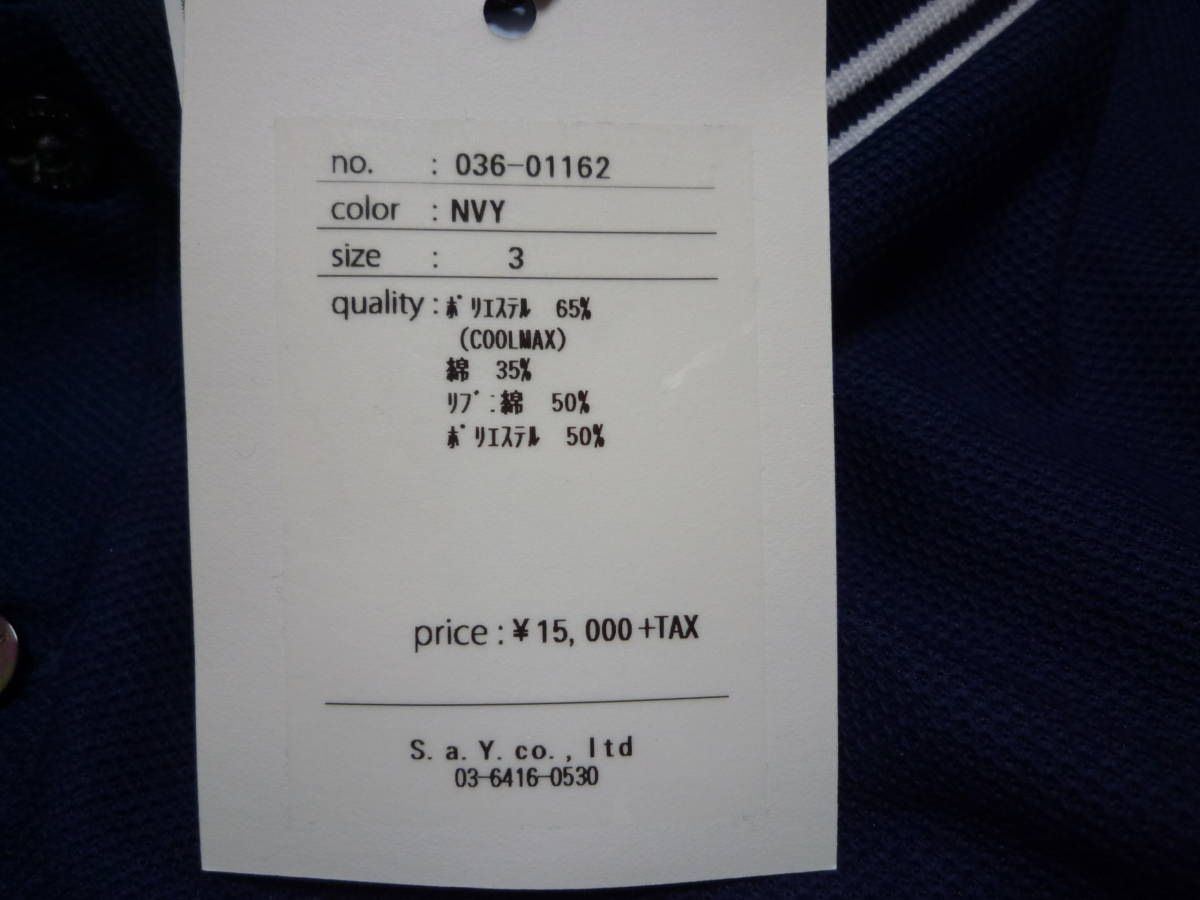 no. : 036-01162
color : NVY
size : 3
quality : ﾎﾟﾘｴｽﾃﾙ 65%
(COOLMAX)
綿 35%
ﾘﾌﾞ:綿 50%
ﾎﾟﾘｴｽﾃﾙ 50%
price : ¥15,000+TAX
S.a.Y.co.,ltd
03-6416-0530